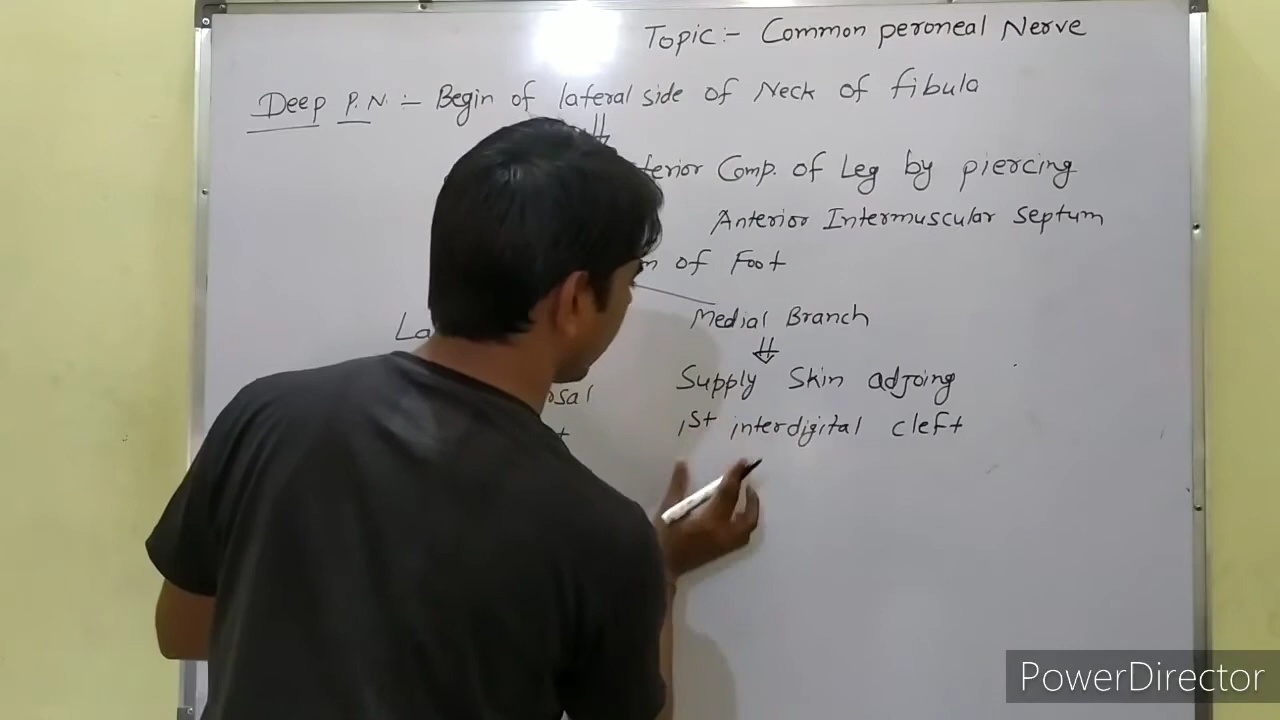 Topic :- Common peroneal Nerve
Deep P.N. :- Begin of lateral side of Neck of fibula
Comp. of Leg by piercing
Anterior Intermuscular septum
of Foot
Medial Branch
Supply Skin adjoing
1st interdigital cleft
PowerDirector